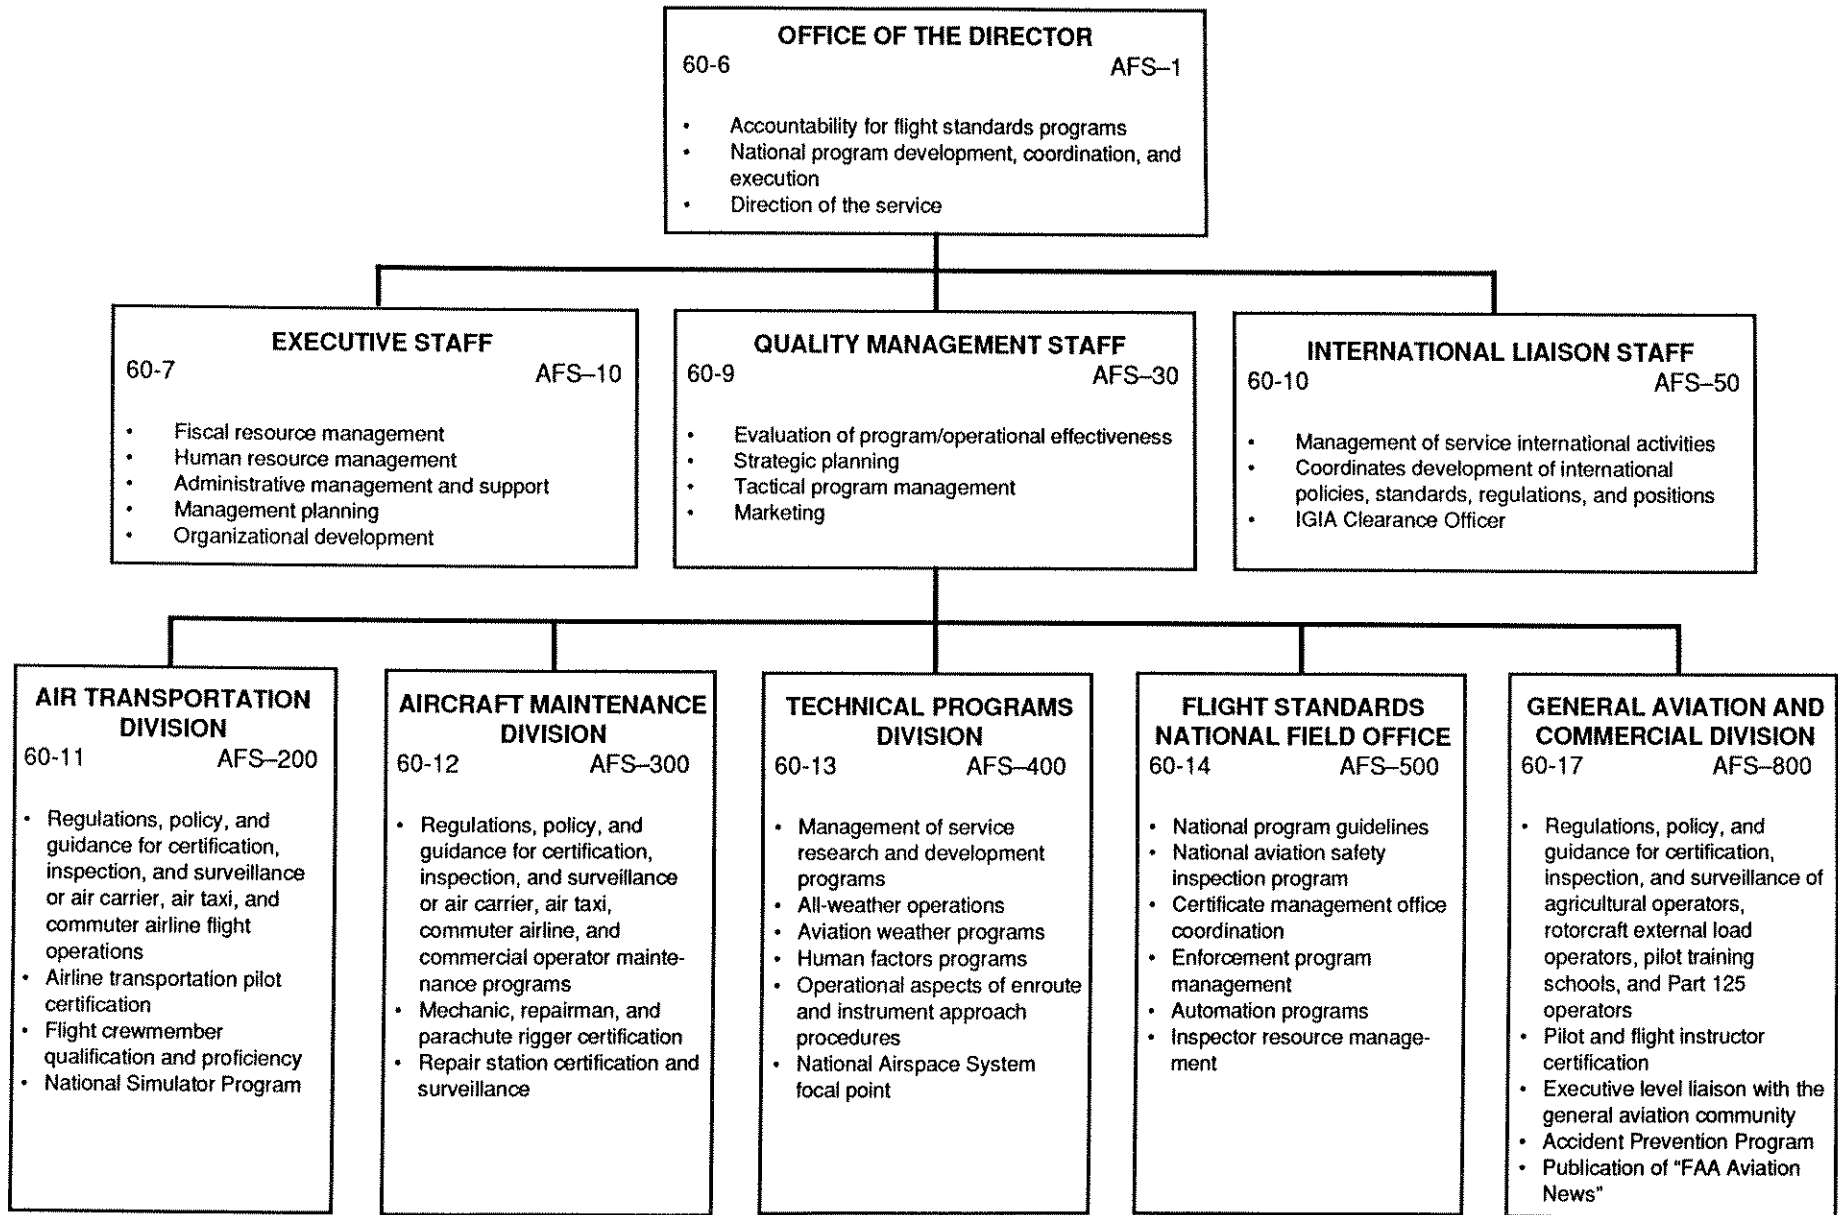 OFFICE OF THE DIRECTOR
60-6 AFS–1
• Accountability for flight standards programs
• National program development, coordination, and
execution
• Direction of the service
EXECUTIVE STAFF
60-7 AFS–10
• Fiscal resource management
• Human resource management
• Administrative management and support
• Management planning
• Organizational development
QUALITY MANAGEMENT STAFF
60-9 AFS–30
• Evaluation of program/operational effectiveness
• Strategic planning
• Tactical program management
• Marketing
INTERNATIONAL LIAISON STAFF
60-10 AFS–50
• Management of service international activities
• Coordinates development of international
policies, standards, regulations, and positions
• IGIA Clearance Officer
AIR TRANSPORTATION
DIVISION
60-11 AFS–200
• Regulations, policy, and
guidance for certification,
inspection, and surveillance
or air carrier, air taxi, and
commuter airline flight
operations
• Airline transportation pilot
certification
• Flight crewmember
qualification and proficiency
• National Simulator Program
AIRCRAFT MAINTENANCE
DIVISION
60-12 AFS–300
• Regulations, policy, and
guidance for certification,
inspection, and surveillance
or air carrier, air taxi,
commuter airline, and
commercial operator mainte-
nance programs
• Mechanic, repairman, and
parachute rigger certification
• Repair station certification and
surveillance
TECHNICAL PROGRAMS
DIVISION
60-13 AFS–400
• Management of service
research and development
programs
• All-weather operations
• Aviation weather programs
• Human factors programs
• Operational aspects of enroute
and instrument approach
procedures
• National Airspace System
focal point
FLIGHT STANDARDS
NATIONAL FIELD OFFICE
60-14 AFS–500
• National program guidelines
• National aviation safety
inspection program
• Certificate management office
coordination
• Enforcement program
management
• Automation programs
• Inspector resource manage-
ment
GENERAL AVIATION AND
COMMERCIAL DIVISION
60-17 AFS–800
• Regulations, policy, and
guidance for certification,
inspection, and surveillance of
agricultural operators,
rotorcraft external load
operators, pilot training
schools, and Part 125
operators
• Pilot and flight instructor
certification
• Executive level liaison with the
general aviation community
• Accident Prevention Program
• Publication of "FAA Aviation
News"